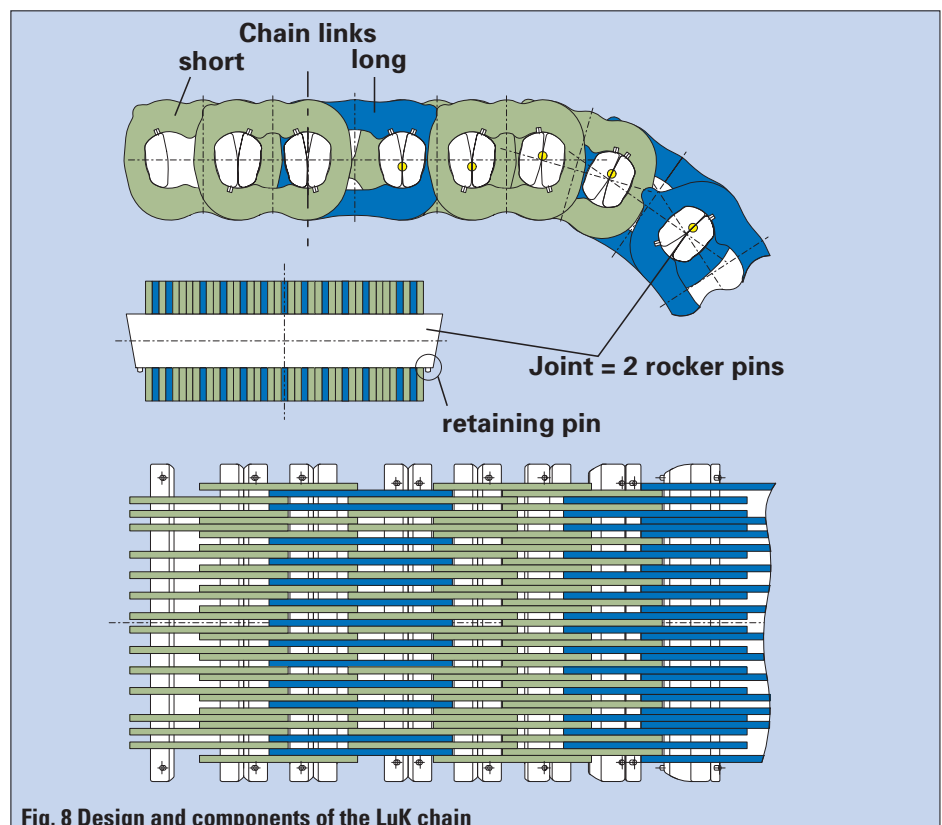 Chain links
short
long
Joint = 2 rocker pins
retaining pin
Fig. 8 Design and components of the LuK chain